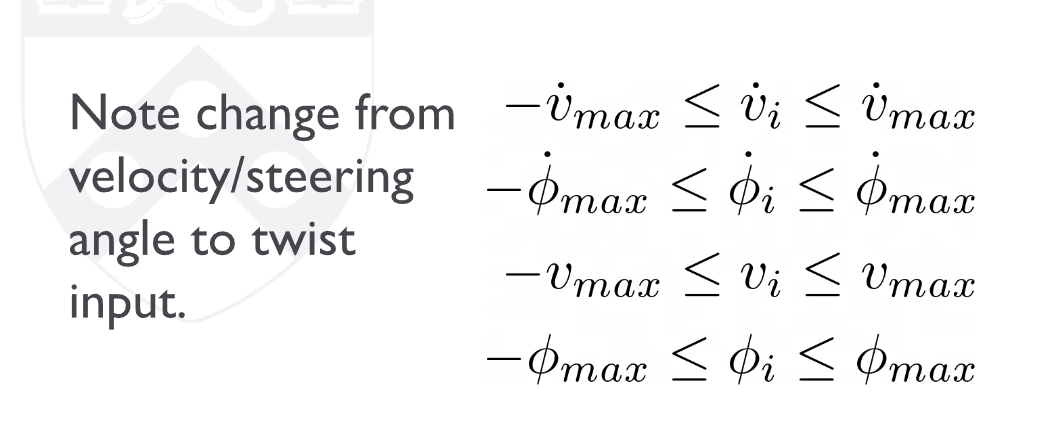 Note change from
velocity/steering
angle to twist
input.
$-\dot{v}_{max} \leq \dot{v}_i \leq \dot{v}_{max}$
$-\dot{\phi}_{max} \leq \dot{\phi}_i \leq \dot{\phi}_{max}$
$-v_{max} \leq v_i \leq v_{max}$
$-\phi_{max} \leq \phi_i \leq \phi_{max}$